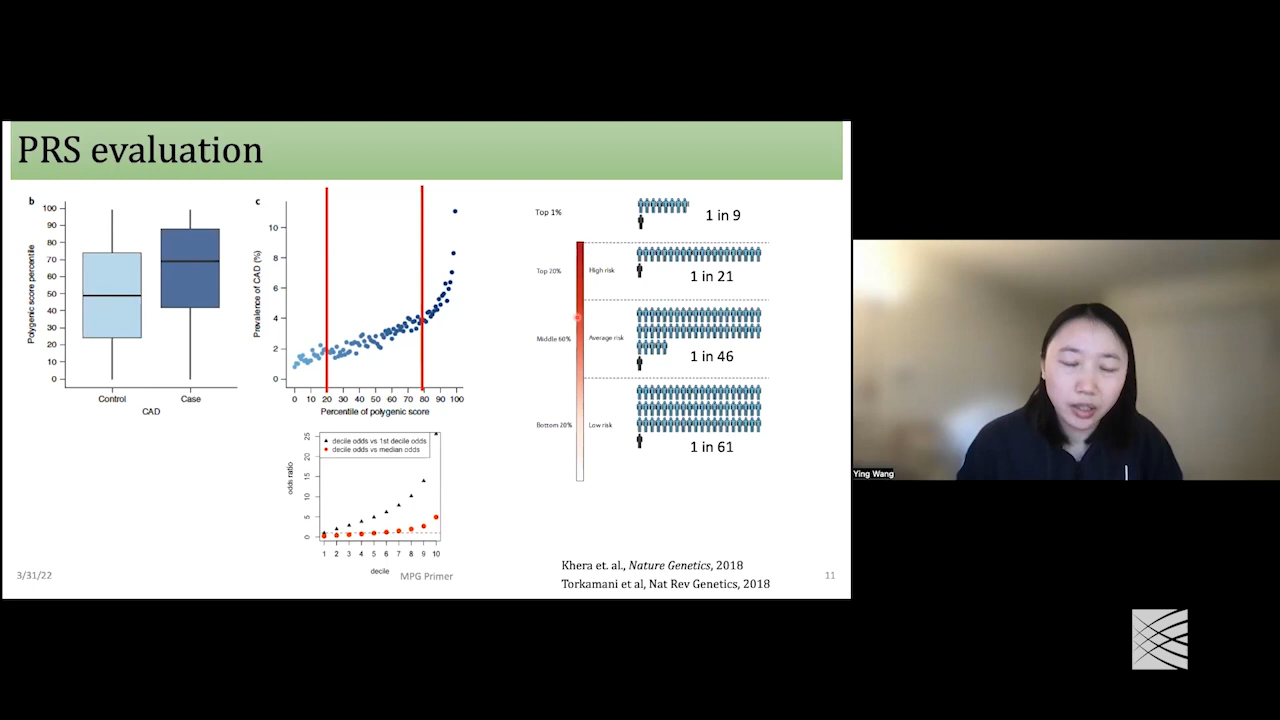 PRS evaluation
b
100
90
80
70
60
50
40
30
20
10
0
Polygenic score percentile
Control
Case
CAD
c
10
8
6
4
2
0
Prevalence of CAD (%)
0 10 20 30 40 50 60 70 80 90 100
Percentile of polygenic score
25
20
15
10
5
0
odds ratio
decile odds vs 1st decile odds
decile odds vs median odds
1 2 3 4 5 6 7 8 9 10
decile
Top 1%
1 in 9
Top 20%
High risk
1 in 21
Middle 60%
Average risk
1 in 46
Bottom 20%
Low risk
1 in 61
Khera et. al., Nature Genetics, 2018
Torkamani et al, Nat Rev Genetics, 2018
3/31/22
MPG Primer
11
Ying Wang